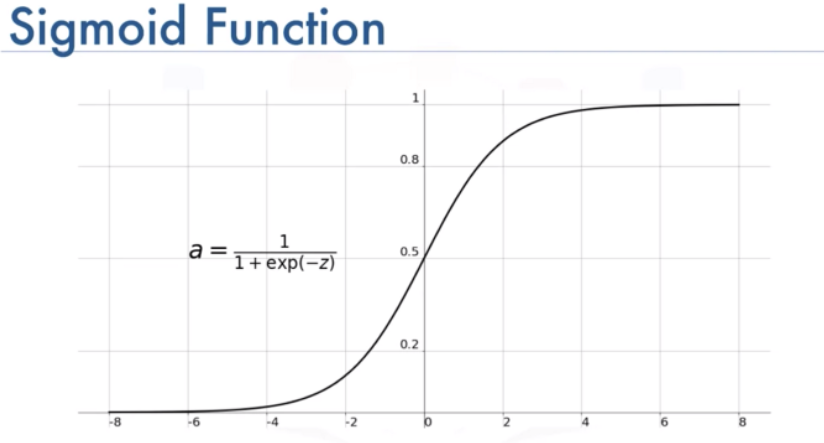 Sigmoid Function
1
0.8
a = 1 / (1 + exp(−z))
0.5
0.2
-8 -6 -4 -2 0 2 4 6 8